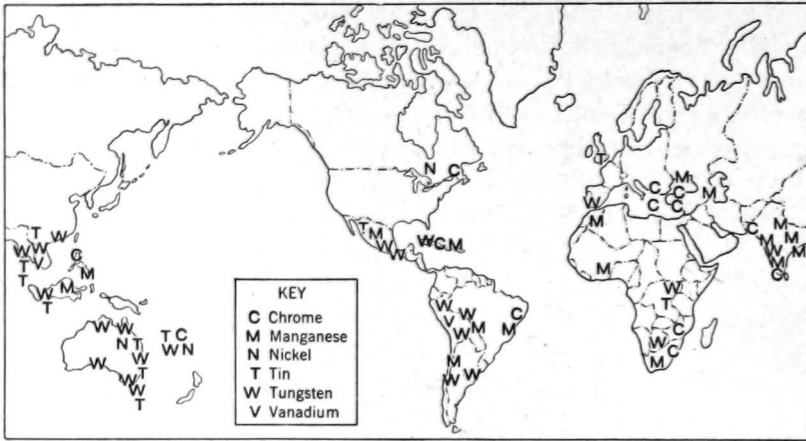 T
N C
M
C C M
C C
W
M
T W
W W
V
T
T
C
M
W M
T
T M
W W
W C M
C M
M M
V M
M
C
M
W
T
C
W
M C
W W
N T
W
W T
W
W
T
T C
W N
W
V W
W M
M
W W
C
M
KEY
C Chrome
M Manganese
N Nickel
T Tin
W Tungsten
V Vanadium